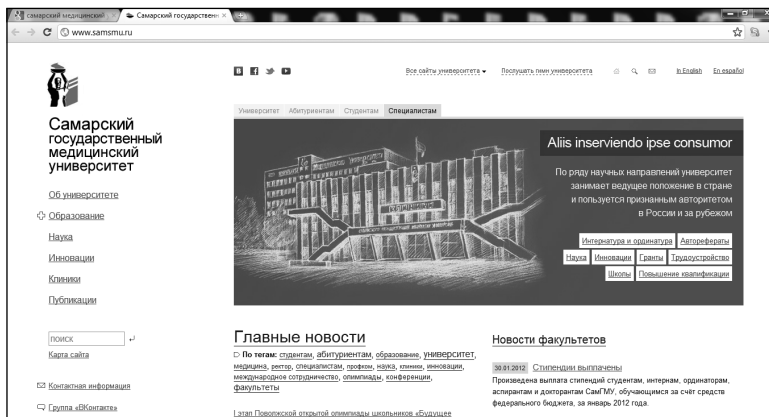 самарский медицинский
Самарский государственн
www.samsmu.ru
Все сайты университета
Послушать гимн университета
In English
En español
Самарский
государственный
медицинский
университет
Университет
Абитуриентам
Студентам
Специалистам
Aliis inserviendo ipse consumor
По ряду научных направлений университет
занимает ведущее положение в стране
и пользуется признанным авторитетом
в России и за рубежом
Интернатура и ординатура
Авторефераты
Наука
Инновации
Гранты
Трудоустройство
Школы
Повышение квалификации
Об университете
Образование
Наука
Инновации
Клиники
Публикации
поиск
Карта сайта
Контактная информация
Группа «ВКонтакте»
Главные новости
По тегам: студентам, абитуриентам, образование, университет,
медицина, ректор, специалистам, профком, наука, клиники, инновации,
международное сотрудничество, олимпиады, конференции,
факультеты
I этап Поволжской открытой олимпиады школьников «Будущее
Новости факультетов
30.01.2012 Стипендии выплачены
Произведена выплата стипендий студентам, интернам, ординаторам,
аспирантам и докторантам СамГМУ, обучающимся за счёт средств
федерального бюджета, за январь 2012 года.